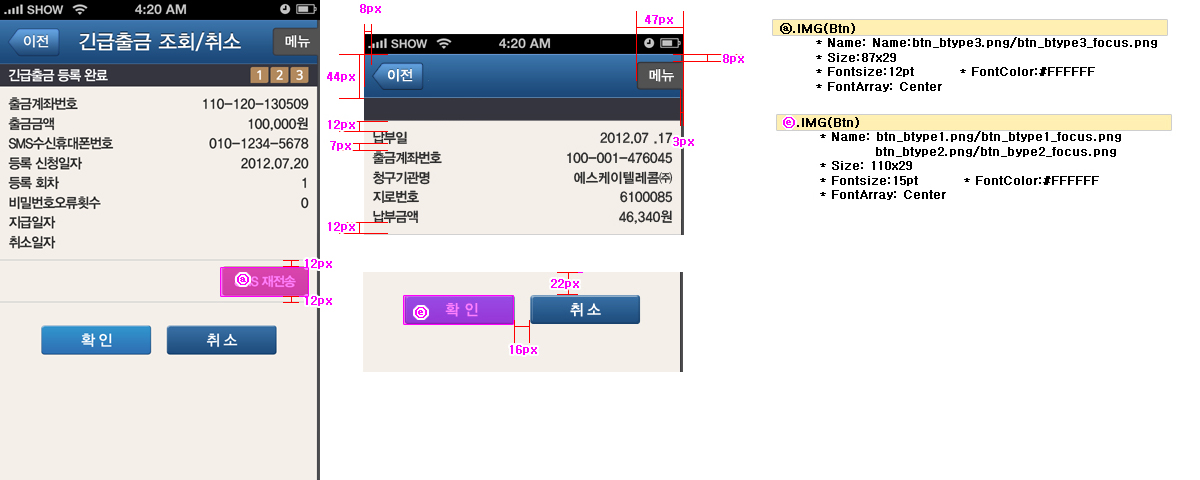 SHOW 4:20 AM
이전 긴급출금 조회/취소 메뉴
긴급출금 등록 완료 1 2 3
출금계좌번호 110-120-130509
출금금액 100,000원
SMS수신휴대폰번호 010-1234-5678
등록 신청일자 2012.07.20
등록 회차 1
비밀번호오류횟수 0
지급일자
취소일자
12px
ⓐ S 재전송
12px
확인 취소
8px
47px
SHOW 4:20 AM
8px
44px
이전 메뉴
12px
3px
납부일 2012.07 .17
7px
출금계좌번호 100-001-476045
청구기관명 에스케이텔레콤㈜
지로번호 6100085
납부금액 46,340원
12px
22px
ⓔ 확 인 취 소
16px
ⓐ.IMG(Btn)
* Name: Name:btn_btype3.png/btn_btype3_focus.png
* Size:87x29
* Fontsize:12pt * FontColor:#FFFFFF
* FontArray: Center
ⓔ.IMG(Btn)
* Name: btn_btype1.png/btn_btype1_focus.png
btn_btype2.png/btn_bype2_focus.png
* Size: 110x29
* Fontsize:15pt * FontColor:#FFFFFF
* FontArray: Center